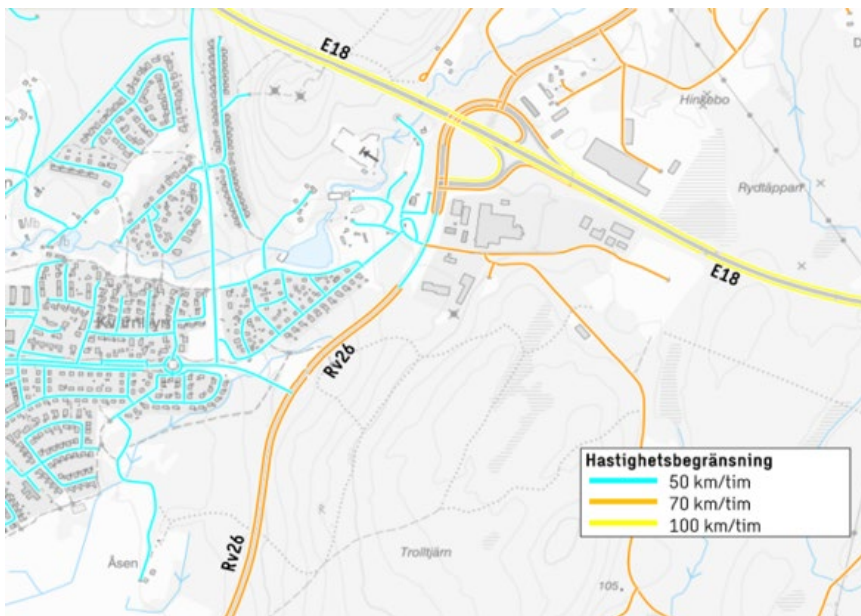 E18
D
Hinkebo
Rydtäppan
E18
Rv26
Hastighetsbegränsning
50 km/tim
70 km/tim
100 km/tim
Rv26
Åsen
Trolltjärn
105